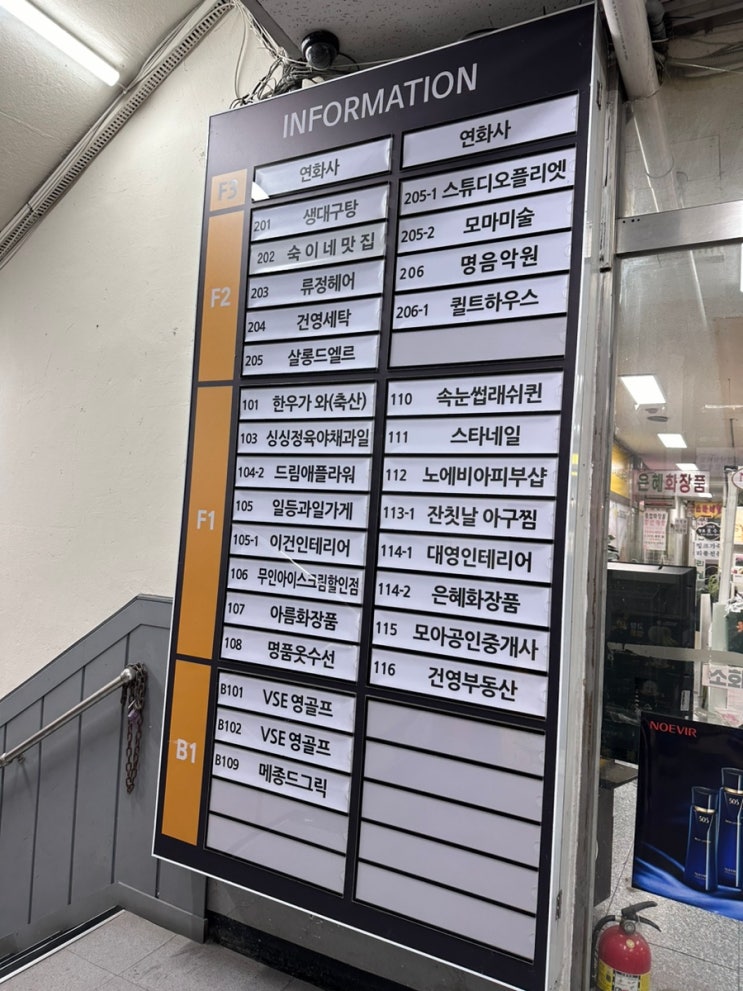 INFORMATION
F3
연화사
연화사
F2
201 생대구탕
202 숙이네맛집
203 류정헤어
204 건영세탁
205 살롱드엘르
205-1 스튜디오플리엣
205-2 모마미술
206 명음악원
206-1 퀼트하우스
F1
101 한우가 와(축산)
103 싱싱정육야채과일
104-2 드림애플라워
105 일등과일가게
105-1 이건인테리어
106 무인아이스크림할인점
107 아름화장품
108 명품옷수선
110 속눈썹래쉬퀸
111 스타네일
112 노에비아피부샵
113-1 잔칫날 아구찜
114-1 대영인테리어
114-2 은혜화장품
115 모아공인중개사
116 건영부동산
B1
B101 VSE 영골프
B102 VSE 영골프
B109 메종드그릭
은혜화장품
NOEVIR
505
505